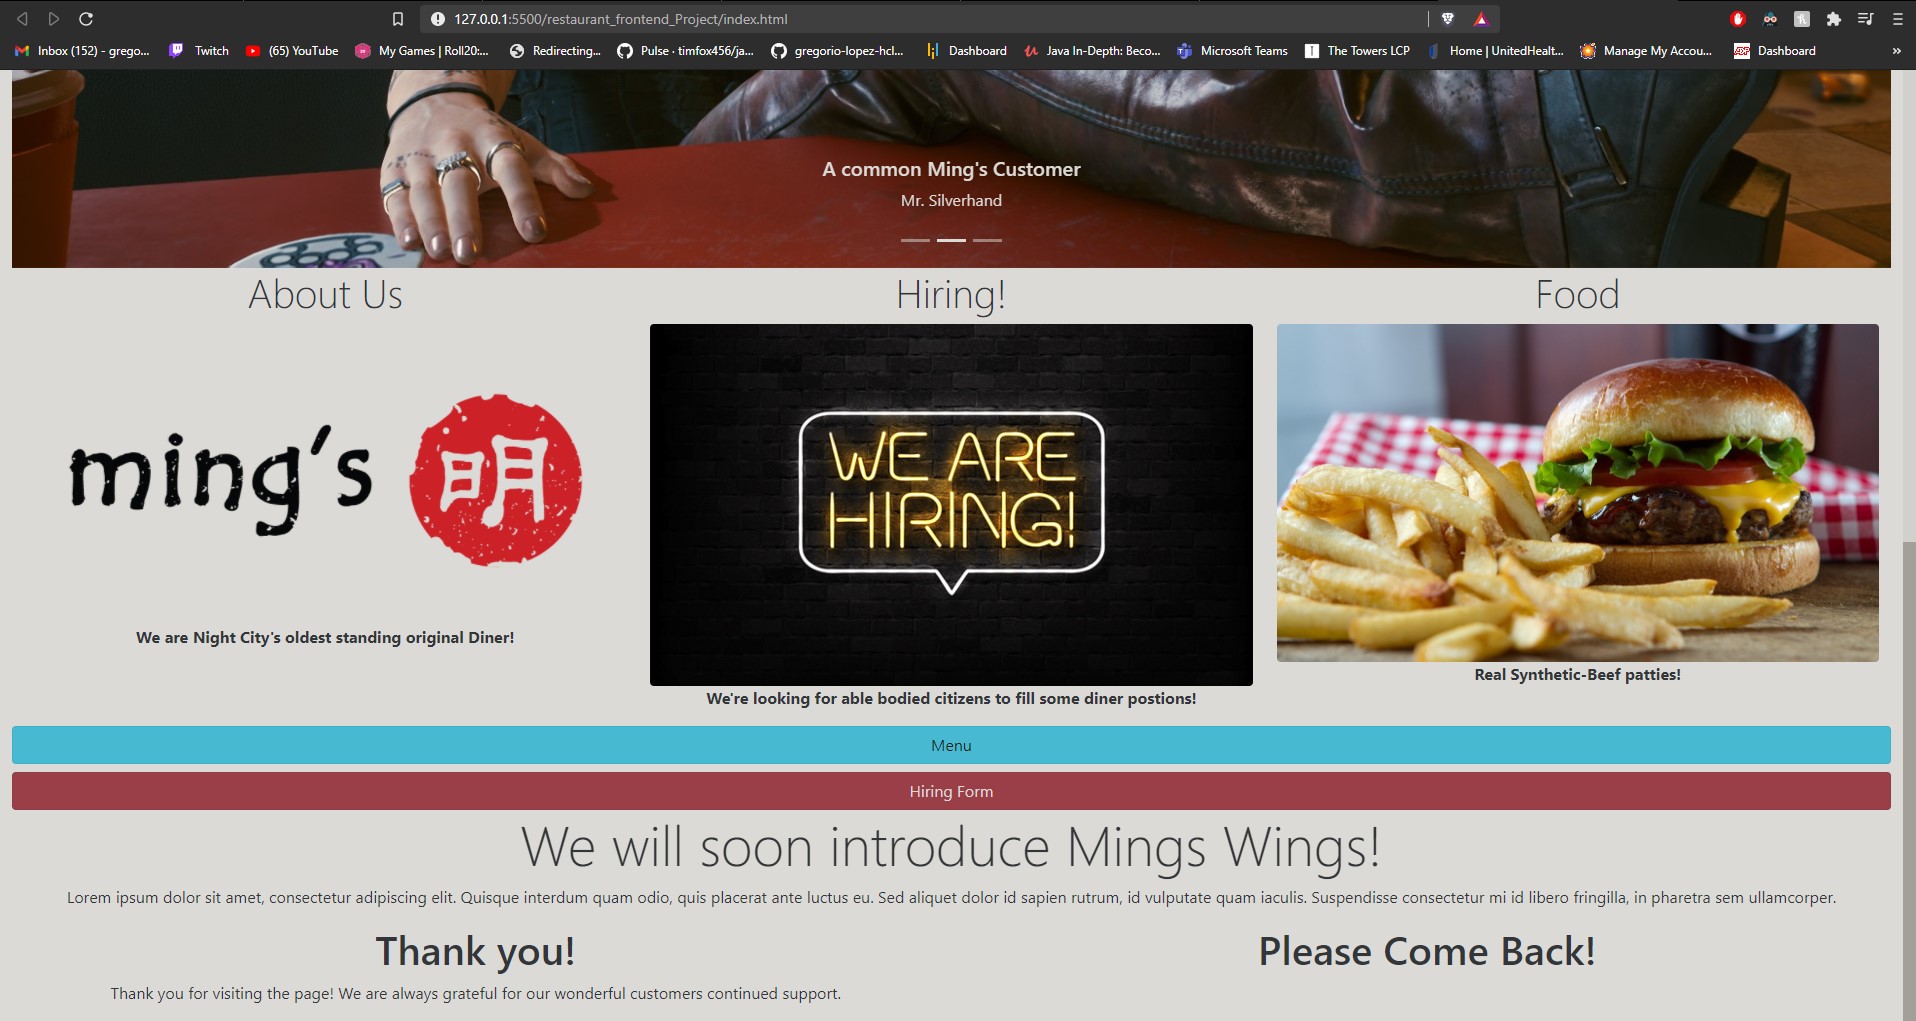 127.0.0.1:5500/restaurant_frontend_Project/index.html
Inbox (152) - grego... Twitch (65) YouTube My Games | Roll20:... Redirecting... Pulse · timfox456/ja... gregorio-lopez-hcl... Dashboard Java In-Depth: Beco... Microsoft Teams The Towers LCP Home | UnitedHealt... Manage My Accou... Dashboard »
A common Ming's Customer
Mr. Silverhand
About Us
Hiring!
Food
ming's 明
WE ARE
HIRING!
We are Night City's oldest standing original Diner!
We're looking for able bodied citizens to fill some diner postions!
Real Synthetic-Beef patties!
Menu
Hiring Form
We will soon introduce Mings Wings!
Lorem ipsum dolor sit amet, consectetur adipiscing elit. Quisque interdum quam odio, quis placerat ante luctus eu. Sed aliquet dolor id sapien rutrum, id vulputate quam iaculis. Suspendisse consectetur mi id libero fringilla, in pharetra sem ullamcorper.
Thank you!
Please Come Back!
Thank you for visiting the page! We are always grateful for our wonderful customers continued support.